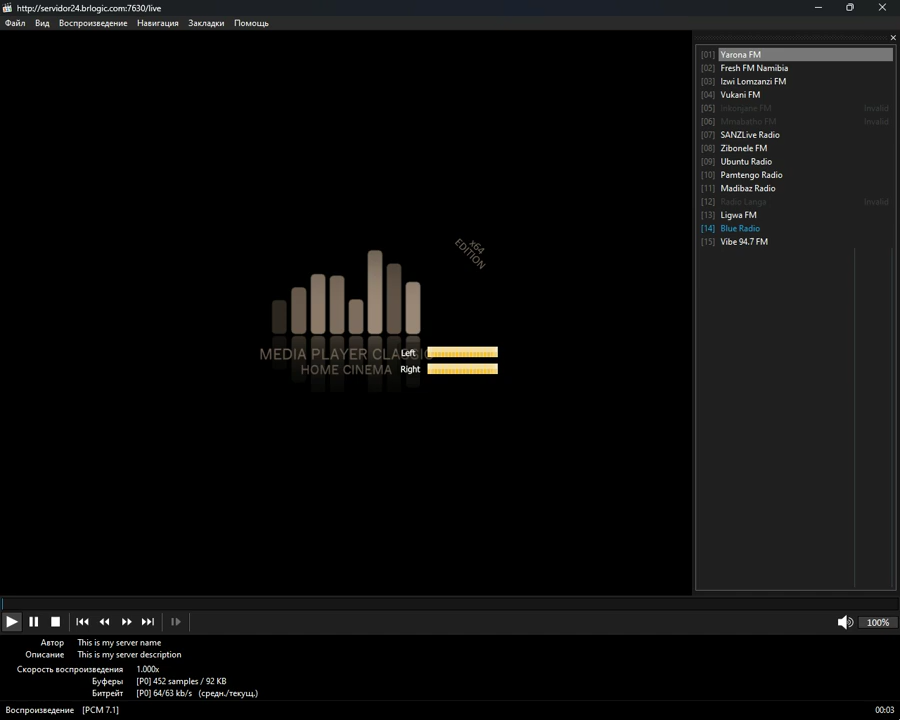 http://servidor24.brlogic.com:7630/live
Файл Вид Воспроизведение Навигация Закладки Помощь
[01] Yarona FM
[02] Fresh FM Namibia
[03] Izwi Lomzanzi FM
[04] Vukani FM
[05] Inkonjane FM Invalid
[06] Mmabatho FM Invalid
[07] SANZLive Radio
[08] Zibonele FM
[09] Ubuntu Radio
[10] Pamtengo Radio
[11] Madibaz Radio
[12] Radio Langa Invalid
[13] Ligwa FM
[14] Blue Radio
[15] Vibe 94.7 FM
x64
EDITION
MEDIA PLAYER CLASSIC
HOME CINEMA
Left
Right
100%
Автор This is my server name
Описание This is my server description
Скорость воспроизведения 1.000x
Буферы [P0] 452 samples / 92 KB
Битрейт [P0] 64/63 kb/s (средн./текущ.)
Воспроизведение [PCM 7.1] 00:03